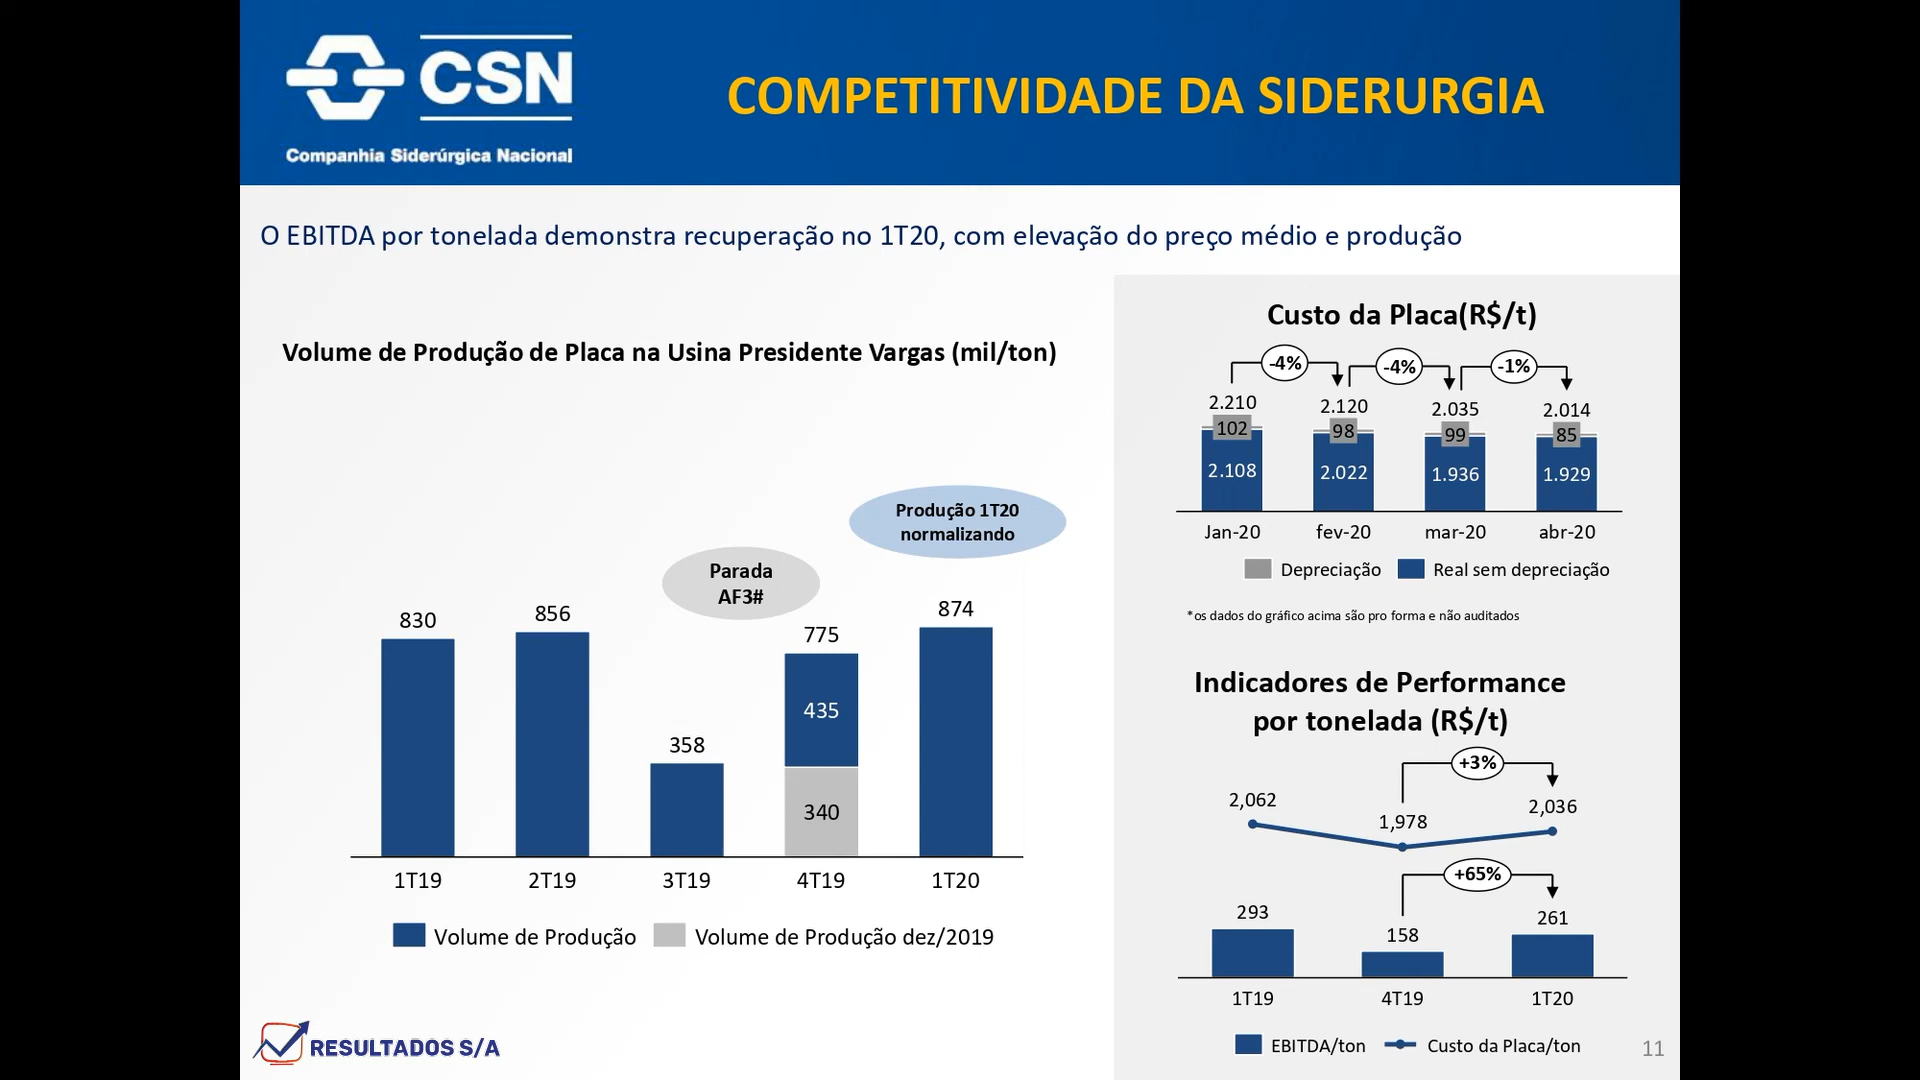 CSN
Companhia Siderúrgica Nacional
COMPETITIVIDADE DA SIDERURGIA
O EBITDA por tonelada demonstra recuperação no 1T20, com elevação do preço médio e produção
Volume de Produção de Placa na Usina Presidente Vargas (mil/ton)
Produção 1T20
normalizando
Parada
AF3#
830
856
358
775
435
340
874
1T19
2T19
3T19
4T19
1T20
Volume de Produção
Volume de Produção dez/2019
Custo da Placa(R$/t)
-4%
-4%
-1%
2.210
2.120
2.035
2.014
102
98
99
85
2.108
2.022
1.936
1.929
Jan-20
fev-20
mar-20
abr-20
Depreciação
Real sem depreciação
*os dados do gráfico acima são pro forma e não auditados
Indicadores de Performance
por tonelada (R$/t)
+3%
2,062
1,978
2,036
+65%
293
158
261
1T19
4T19
1T20
EBITDA/ton
Custo da Placa/ton
RESULTADOS S/A
11